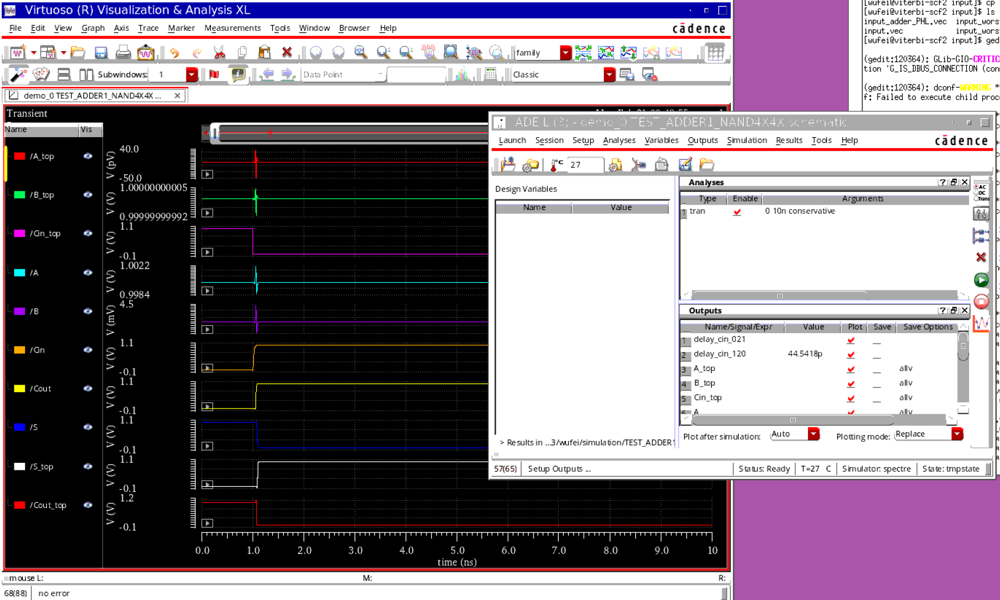 Virtuoso (R) Visualization & Analysis XL
File Edit View Graph Axis Trace Marker Measurements Tools Window Browser Help
cādence
family
Subwindows: 1
Data Point
Classic
demo_0 TEST_ADDER1_NAND4X4X ...
Transient
Name Vis
/A_top
V (pV)
40.0
-50.0
/B_top
V (V)
1.00000000005
0.99999999992
/Cin_top
V (V)
1.1
-0.1
/A
V (V)
1.0022
0.9984
/B
V (mV)
4.5
/Cin
V (V)
1.1
-0.1
/Cout
V (V)
1.1
-0.1
/S
V (V)
1.1
-0.1
/S_top
V (V)
1.1
-0.1
/Cout_top
V (V)
1.2
-0.1
0.0 1.0 2.0 3.0 4.0 5.0 6.0 7.0 8.0 9.0 10
time (ns)
mouse L: M: R:
68(88) no error
[wufei@viterbi-scf2 input]$ cp
[wufei@viterbi-scf2 input]$ ls
input_adder_PHL.vec input_wors
input.vec input_wors
[wufei@viterbi-scf2 input]$ ged
(gedit:120364): GLib-GIO-CRITIC
tion 'G_IS_DBUS_CONNECTION (con
(gedit:120364): dconf-WARNING *
f: Failed to execute child proc
ADE L (3) - demo_0 TEST_ADDER1_NAND4X4X schematic
Launch Session Setup Analyses Variables Outputs Simulation Results Tools Help
cādence
°C 27
Design Variables
Name Value
> Results in ...3/wufei/simulation/TEST_ADDER1
Analyses
Type Enable Arguments
1 tran 0 10n conservative
AC
DC
Trans
Outputs
Name/Signal/Expr Value Plot Save Save Options
1 delay_cin_021
2 delay_cin_120 44.5418p
3 A_top allv
4 B_top allv
5 Cin_top allv
6 A allv
Plot after simulation: Auto Plotting mode: Replace
57(65) Setup Outputs ... Status: Ready T=27 C Simulator: spectre State: tmpstate